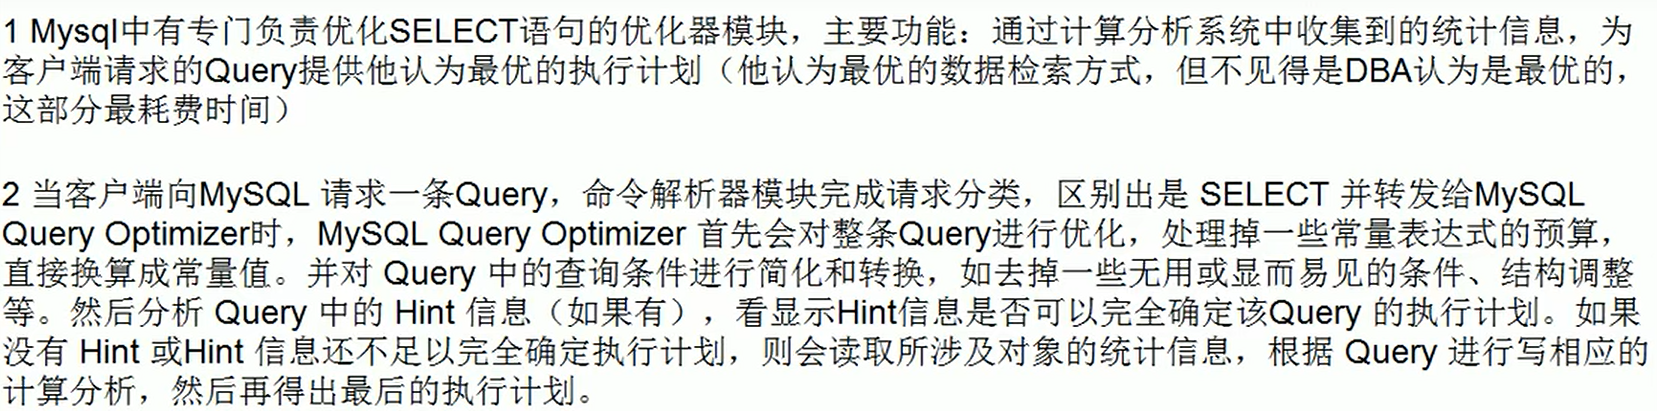 1 Mysql中有专门负责优化SELECT语句的优化器模块，主要功能：通过计算分析系统中收集到的统计信息，为
客户端请求的Query提供他认为最优的执行计划（他认为最优的数据检索方式，但不见得是DBA认为是最优的，
这部分最耗费时间）
2 当客户端向MySQL 请求一条Query，命令解析器模块完成请求分类，区别出是 SELECT 并转发给MySQL
Query Optimizer时，MySQL Query Optimizer 首先会对整条Query进行优化，处理掉一些常量表达式的预算，
直接换算成常量值。并对 Query 中的查询条件进行简化和转换，如去掉一些无用或显而易见的条件、结构调整
等。然后分析 Query 中的 Hint 信息（如果有），看显示Hint信息是否可以完全确定该Query 的执行计划。如果
没有 Hint 或Hint 信息还不足以完全确定执行计划，则会读取所涉及对象的统计信息，根据 Query 进行写相应的
计算分析，然后再得出最后的执行计划。